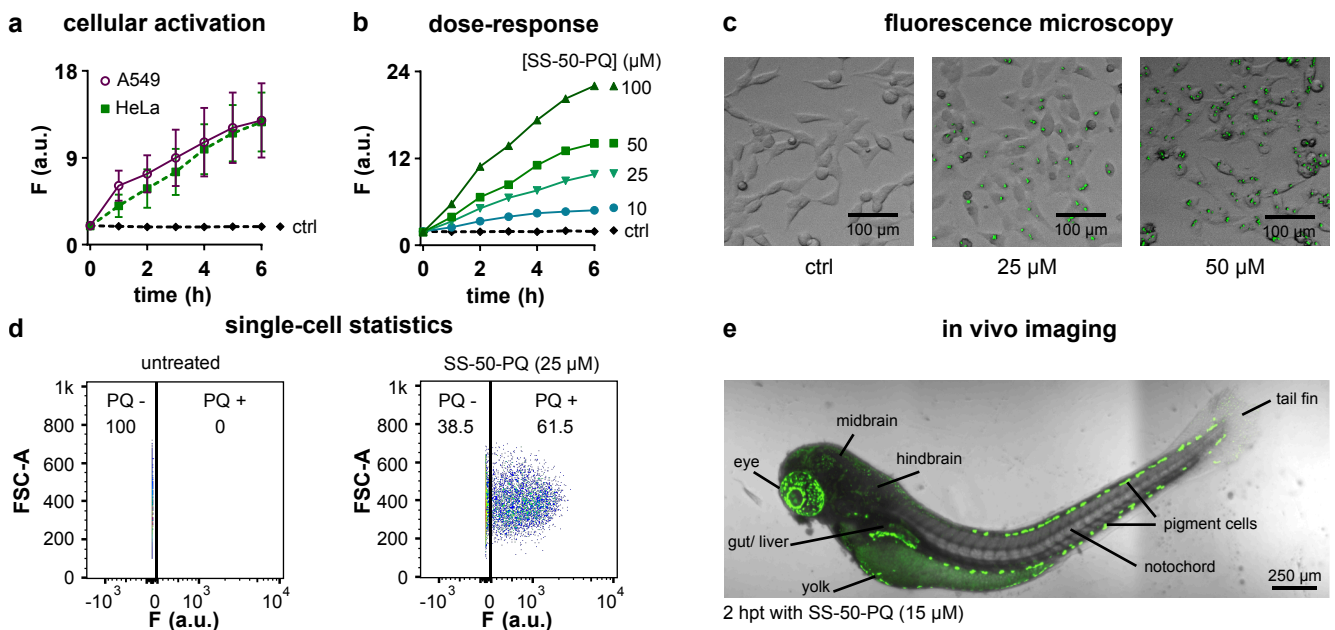 a cellular activation
18
9
0
F (a.u.)
A549
HeLa
ctrl
0 2 4 6
time (h)
b dose-response
[SS-50-PQ] (µM)
24
12
0
F (a.u.)
100
50
25
10
ctrl
0 2 4 6
time (h)
c fluorescence microscopy
100 µm
100 µm
100 µm
ctrl
25 µM
50 µM
d single-cell statistics
untreated
1k
800
600
400
200
0
FSC-A
PQ - PQ +
100 0
-10³ 0 10³ 10⁴
F (a.u.)
SS-50-PQ (25 µM)
1k
800
600
400
200
0
FSC-A
PQ - PQ +
38.5 61.5
-10³ 0 10³ 10⁴
F (a.u.)
e in vivo imaging
tail fin
midbrain
hindbrain
eye
pigment cells
gut/ liver
notochord
yolk
250 µm
2 hpt with SS-50-PQ (15 µM)